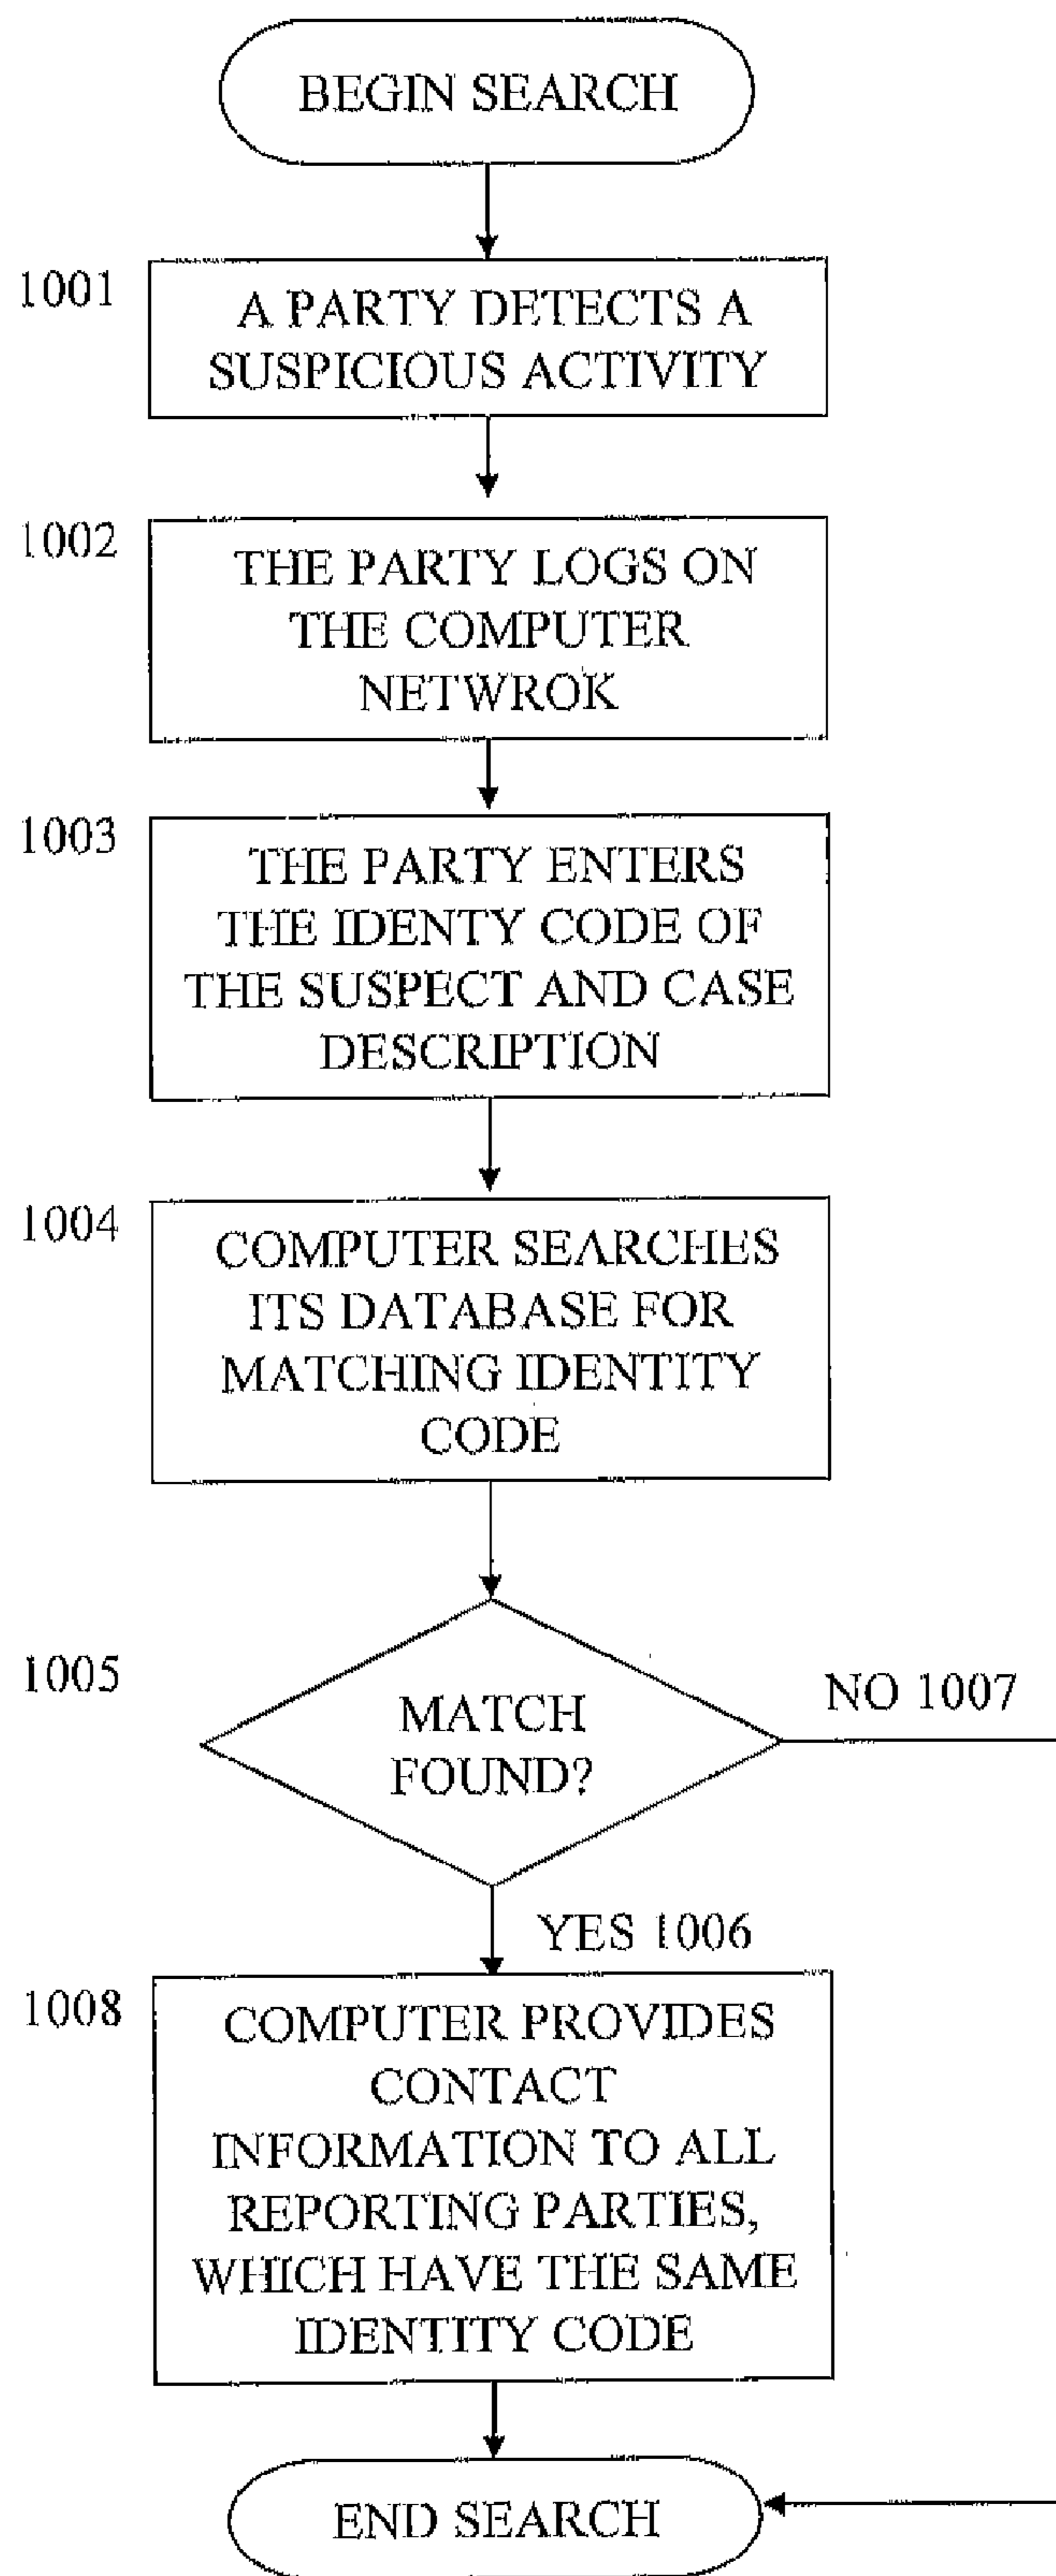 BEGIN SEARCH
1001
A PARTY DETECTS A
SUSPICIOUS ACTIVITY
1002
THE PARTY LOGS ON
THE COMPUTER
NETWROK
1003
THE PARTY ENTERS
THE IDENTY CODE OF
THE SUSPECT AND CASE
DESCRIPTION
1004
COMPUTER SEARCHES
ITS DATABASE FOR
MATCHING IDENTITY
CODE
1005
MATCH
FOUND?
NO 1007
YES 1006
1008
COMPUTER PROVIDES
CONTACT
INFORMATION TO ALL
REPORTING PARTIES,
WHICH HAVE THE SAME
IDENTITY CODE
END SEARCH